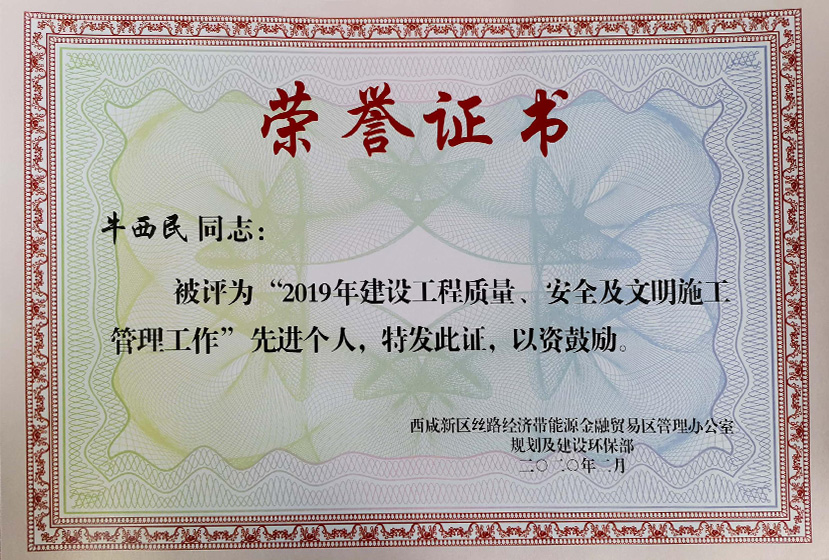 荣誉证书
牛西民 同志：
被评为“2019年建设工程质量、安全及文明施工
管理工作”先进个人，特发此证，以资鼓励。
西咸新区丝路经济带能源金融贸易区管理办公室
规划及建设环保部
二〇二〇年二月